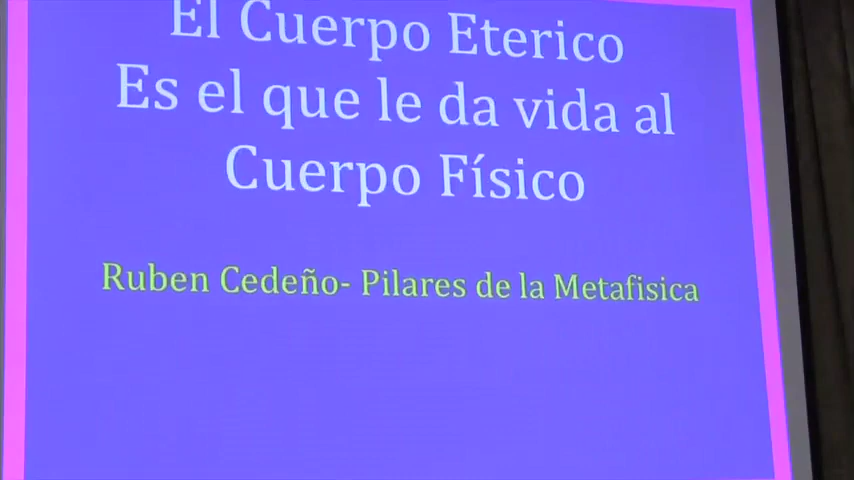 El Cuerpo Eterico
Es el que le da vida al
Cuerpo Físico
Ruben Cedeño- Pilares de la Metafisica